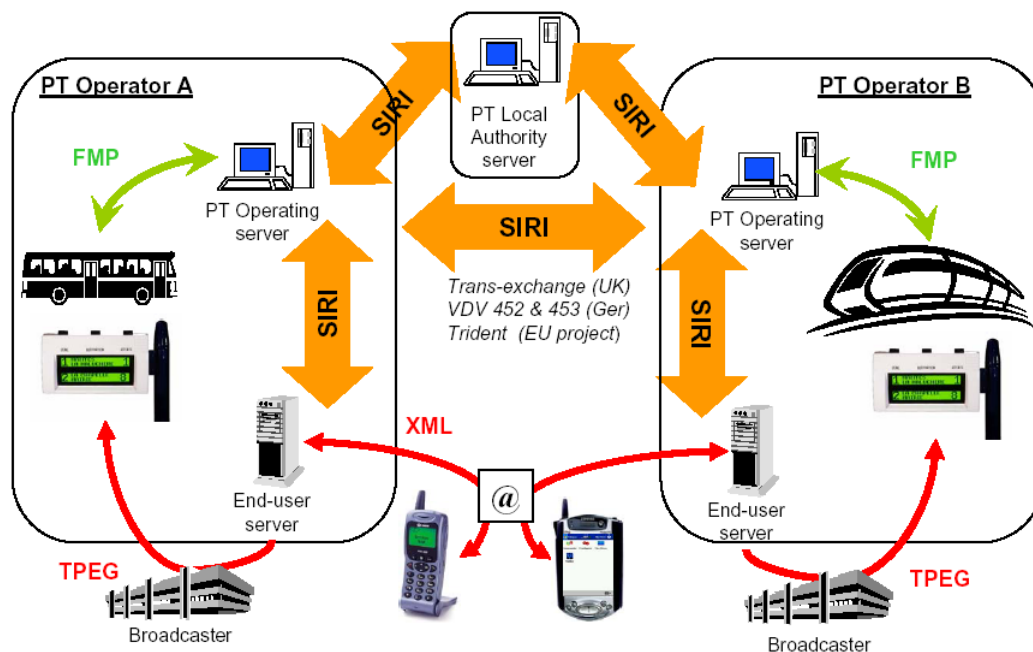 PT Operator A
PT Operator B
PT Local
Authority
server
SIRI
SIRI
FMP
FMP
PT Operating
server
PT Operating
server
SIRI
Trans-exchange (UK)
VDV 452 & 453 (Ger)
Trident (EU project)
SIRI
SIRI
XML
@
End-user
server
End-user
server
TPEG
TPEG
Broadcaster
Broadcaster